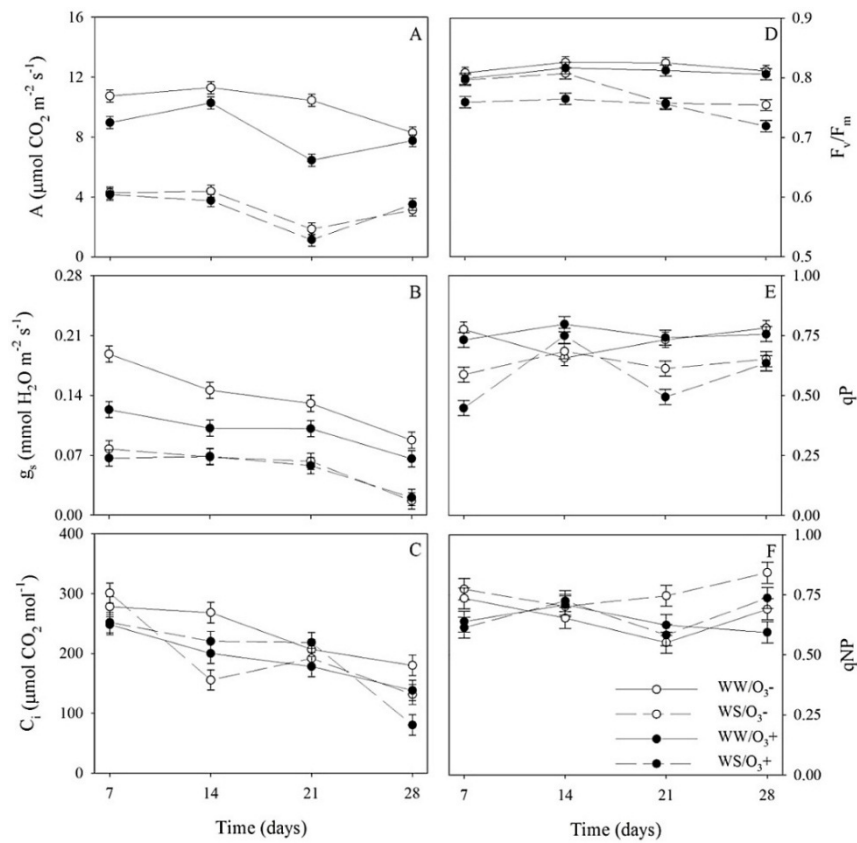 A
16
12
8
4
0
A (μmol CO₂ m⁻² s⁻¹)
D
0.9
0.8
0.7
0.6
0.5
Fᵥ/Fₘ
B
0.28
0.21
0.14
0.07
0.00
gₛ (mmol H₂O m⁻² s⁻¹)
E
1.00
0.75
0.50
0.25
0.00
qP
C
400
300
200
100
0
Cᵢ (μmol CO₂ mol⁻¹)
7 14 21 28
Time (days)
F
1.00
0.75
0.50
0.25
0.00
qNP
WW/O₃-
WS/O₃-
WW/O₃+
WS/O₃+
7 14 21 28
Time (days)